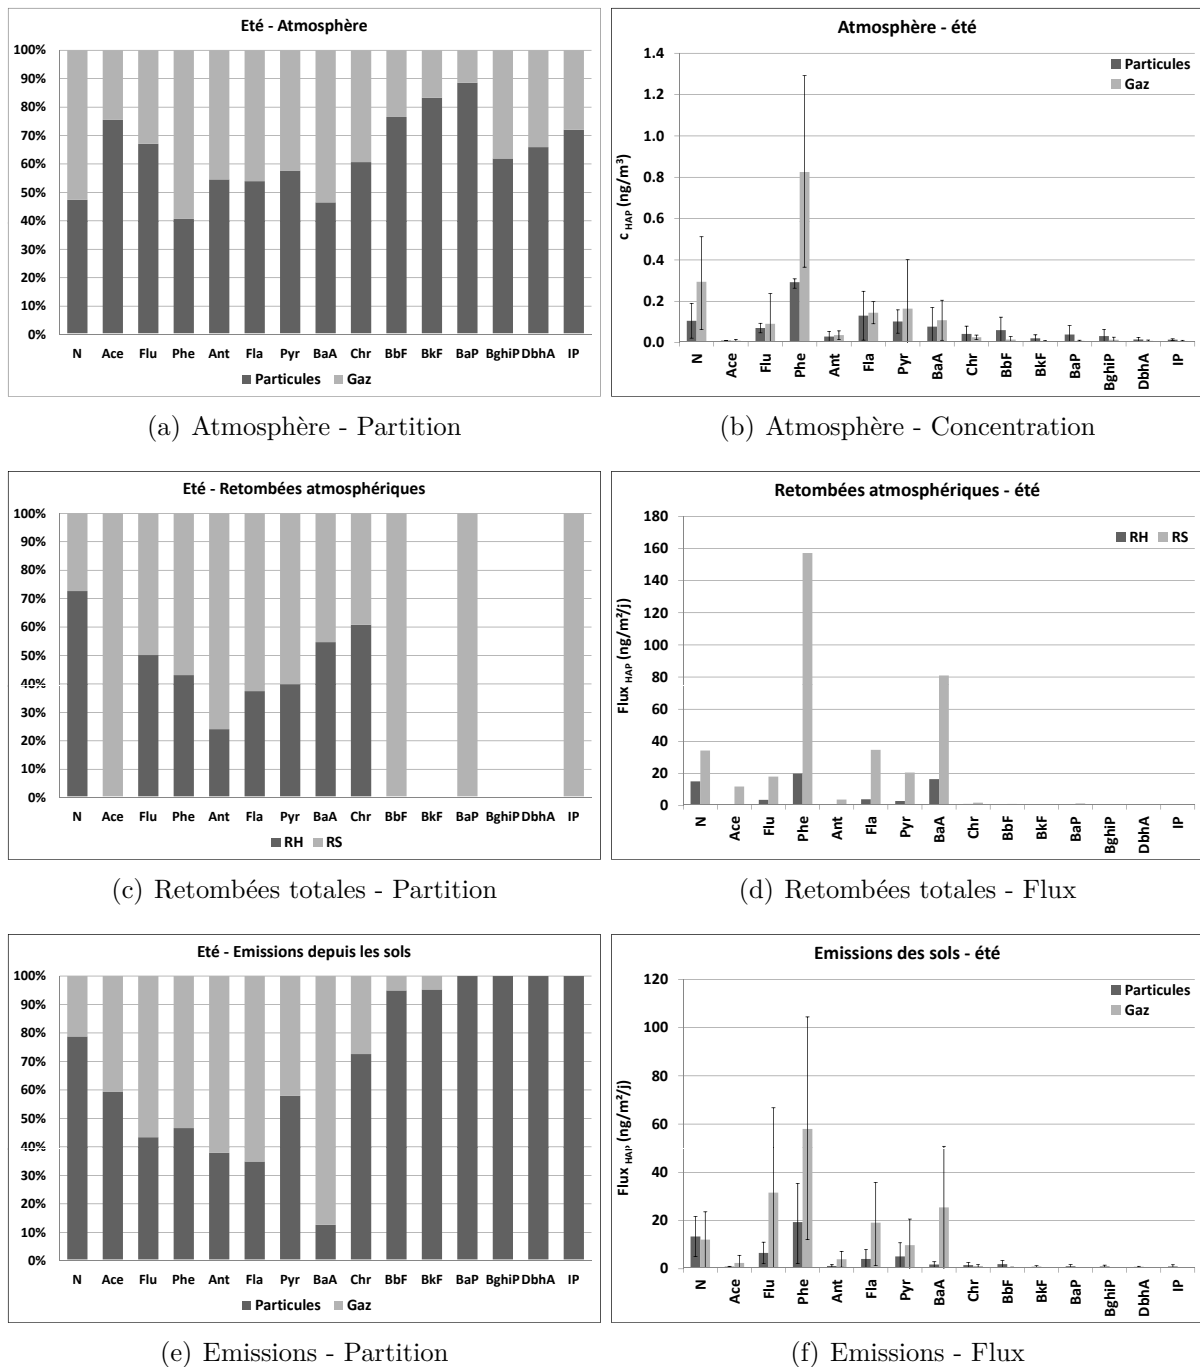 Eté - Atmosphère
100%
90%
80%
70%
60%
50%
40%
30%
20%
10%
0%
N Ace Flu Phe Ant Fla Pyr BaA Chr BbF BkF BaP BghiP DbhA IP
Particules Gaz
(a) Atmosphère - Partition
Atmosphère - été
Particules
Gaz
c HAP (ng/m³)
1.4
1.2
1.0
0.8
0.6
0.4
0.2
0.0
N Ace Flu Phe Ant Fla Pyr BaA Chr BbF BkF BaP BghiP DbhA IP
(b) Atmosphère - Concentration
Eté - Retombées atmosphériques
100%
90%
80%
70%
60%
50%
40%
30%
20%
10%
0%
N Ace Flu Phe Ant Fla Pyr BaA Chr BbF BkF BaP BghiP DbhA IP
RH RS
(c) Retombées totales - Partition
Retombées atmosphériques - été
RH RS
Flux HAP (ng/m²/j)
180
160
140
120
100
80
60
40
20
0
N Ace Flu Phe Ant Fla Pyr BaA Chr BbF BkF BaP BghiP DbhA IP
(d) Retombées totales - Flux
Eté - Emissions depuis les sols
100%
90%
80%
70%
60%
50%
40%
30%
20%
10%
0%
N Ace Flu Phe Ant Fla Pyr BaA Chr BbF BkF BaP BghiP DbhA IP
Particules Gaz
(e) Emissions - Partition
Emissions des sols - été
Particules
Gaz
Flux HAP (ng/m²/j)
120
100
80
60
40
20
0
N Ace Flu Phe Ant Fla Pyr BaA Chr BbF BkF BaP BghiP DbhA IP
(f) Emissions - Flux